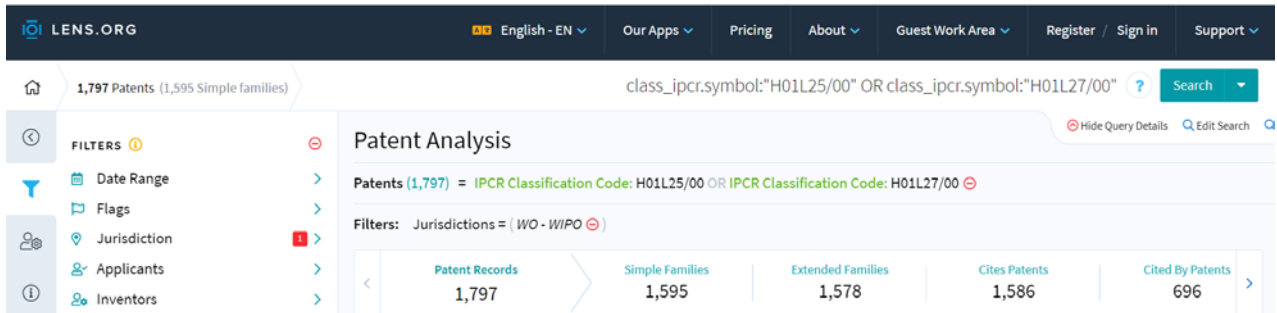 LENS.ORG
English - EN
Our Apps
Pricing
About
Guest Work Area
Register / Sign in
Support
1,797 Patents (1,595 Simple families)
class_ipcr.symbol:"H01L25/00" OR class_ipcr.symbol:"H01L27/00"
?
Search
Hide Query Details
Edit Search
FILTERS
Date Range
Flags
Jurisdiction
1
Applicants
Inventors
Patent Analysis
Patents (1,797) = IPCR Classification Code: H01L25/00 OR IPCR Classification Code: H01L27/00
Filters: Jurisdictions = ( WO - WIPO )
Patent Records
1,797
Simple Families
1,595
Extended Families
1,578
Cites Patents
1,586
Cited By Patents
696